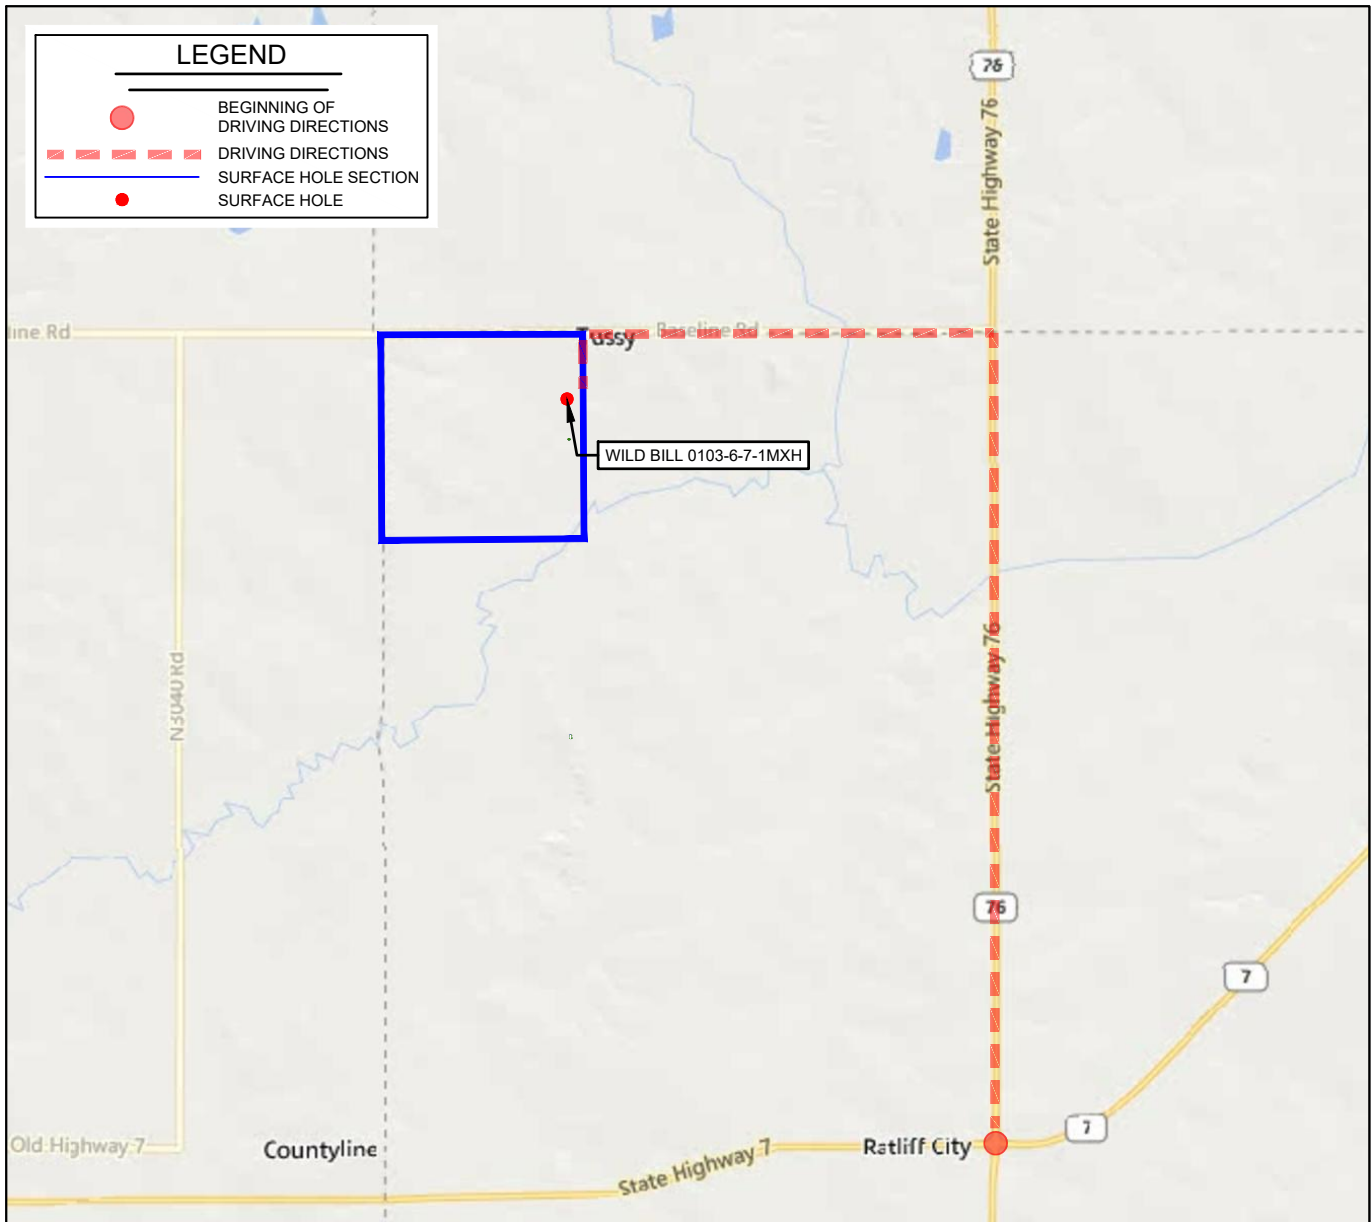 LEGEND
BEGINNING OF
DRIVING DIRECTIONS
DRIVING DIRECTIONS
SURFACE HOLE SECTION
SURFACE HOLE
76
State Highway 76
line Rd
Tussy
Baseline Rd
WILD BILL 0103-6-7-1MXH
N3040 Rd
State Highway 76
76
7
7
Old Highway 7
Countyline
State Highway 7
Ratliff City